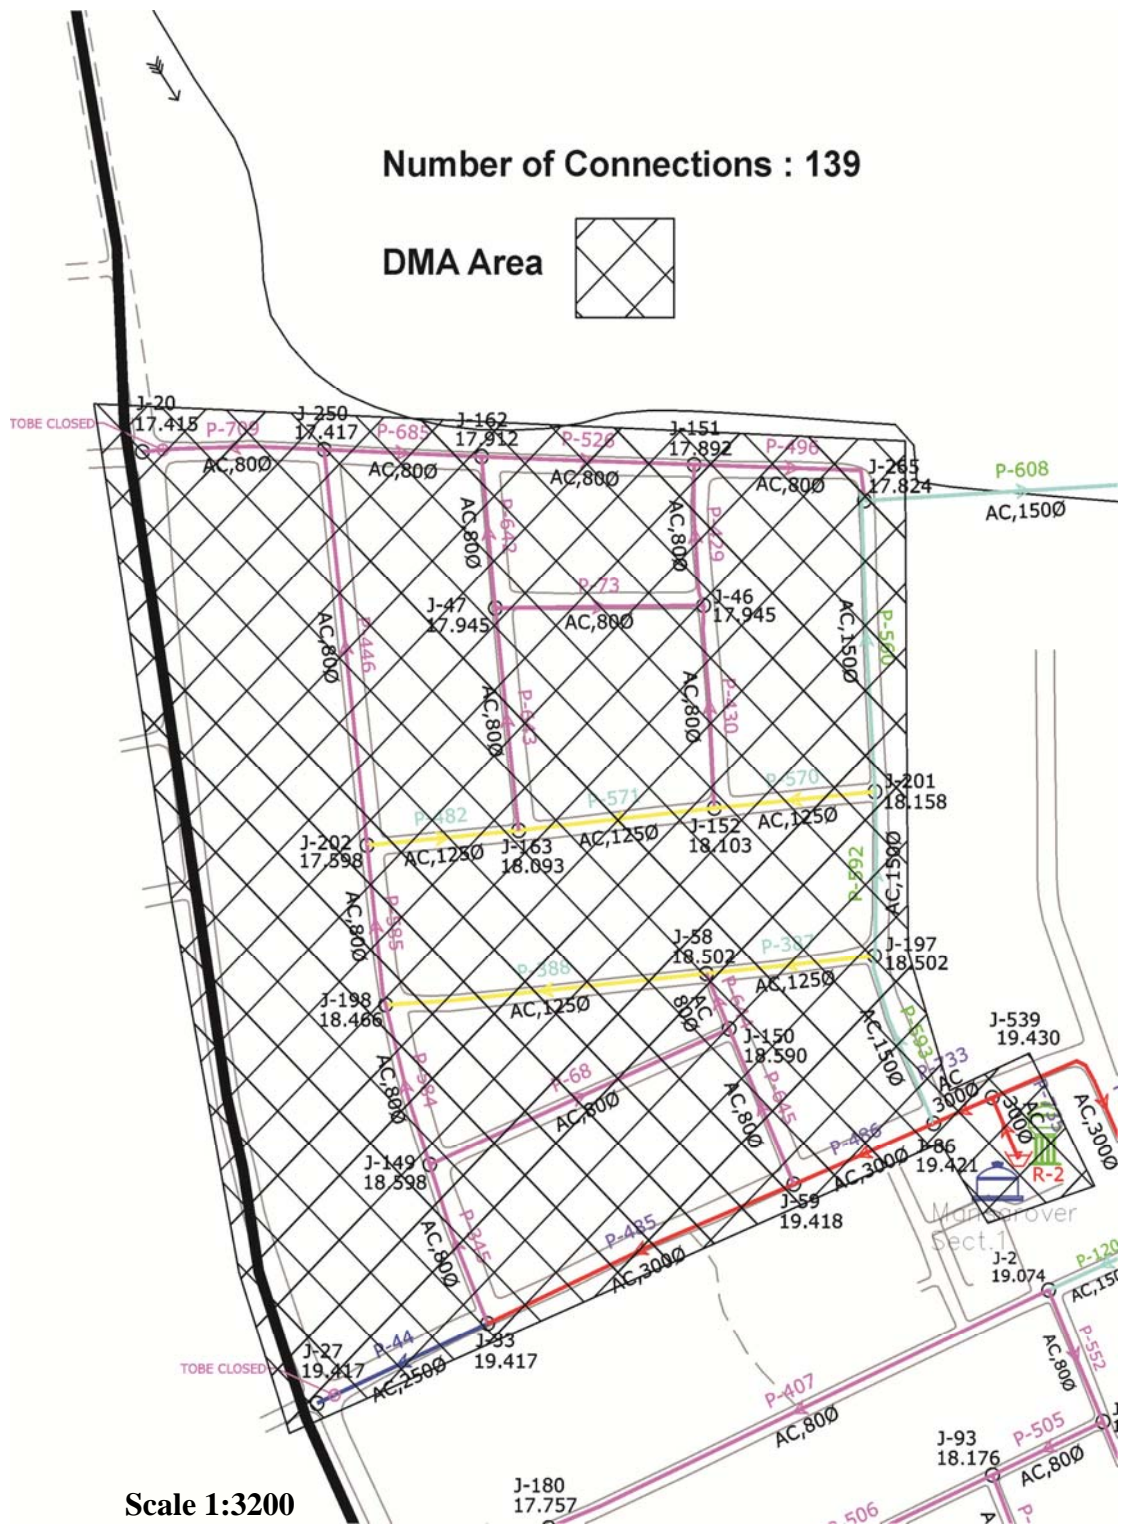 Number of Connections : 139
DMA Area
J-20
17.415
TOBE CLOSED
P-709
AC,80Ø
J-250
17.417
P-685
AC,80Ø
J-162
17.912
P-526
AC,80Ø
J-151
17.892
P-496
AC,80Ø
J-265
17.824
P-608
AC,150Ø
P-642
AC,80Ø
P-429
AC,80Ø
P-73
AC,80Ø
J-47
17.945
J-46
17.945
P-446
AC,80Ø
P-643
AC,80Ø
P-430
AC,80Ø
P-500
AC,150Ø
P-482
AC,125Ø
P-571
AC,125Ø
P-570
AC,125Ø
J-201
18.158
J-202
17.598
J-163
18.093
J-152
18.103
P-592
AC,150Ø
P-585
AC,80Ø
J-58
18.502
P-387
AC,125Ø
J-197
18.502
P-388
AC,125Ø
J-198
18.466
AC
80Ø
J-150
18.590
P-593
AC,150Ø
J-539
19.430
P-733
AC
300Ø
AC
300Ø
P-584
AC,80Ø
P-68
AC,80Ø
P-645
AC,80Ø
P-486
AC,300Ø
J-86
19.421
AC,300Ø
R-2
J-149
18.598
J-59
19.418
Sect.1
P-345
AC,80Ø
P-485
AC,300Ø
J-2
19.074
P-120
AC,150
J-33
19.417
P-44
AC,250Ø
J-27
19.417
TOBE CLOSED
P-552
AC,80Ø
P-407
AC,80Ø
P-505
AC,80Ø
J-93
18.176
J-180
17.757
Scale 1:3200